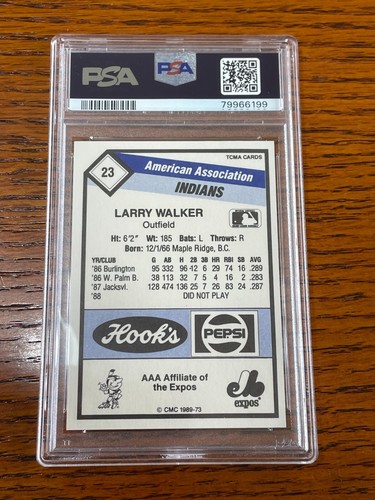 PSA
PSA
79966199
TCMA CARDS
23
American Association
INDIANS
LARRY WALKER
Outfield
Ht: 6'2" Wt: 185 Bats: L Throws: R
Born: 12/1/66 Maple Ridge, B.C.
YR/CLUB G AB H 2B 3B HR RBI SB AVG
'86 Burlington 95 332 96 42 6 29 74 16 .289
'86 W. Palm B. 38 113 32 7 5 4 16 2 .283
'87 Jacksvl. 128 474 136 25 7 26 83 24 .287
'88 DID NOT PLAY
Hook's
PEPSI
AAA Affiliate of
the Expos
expos
© CMC 1989-73